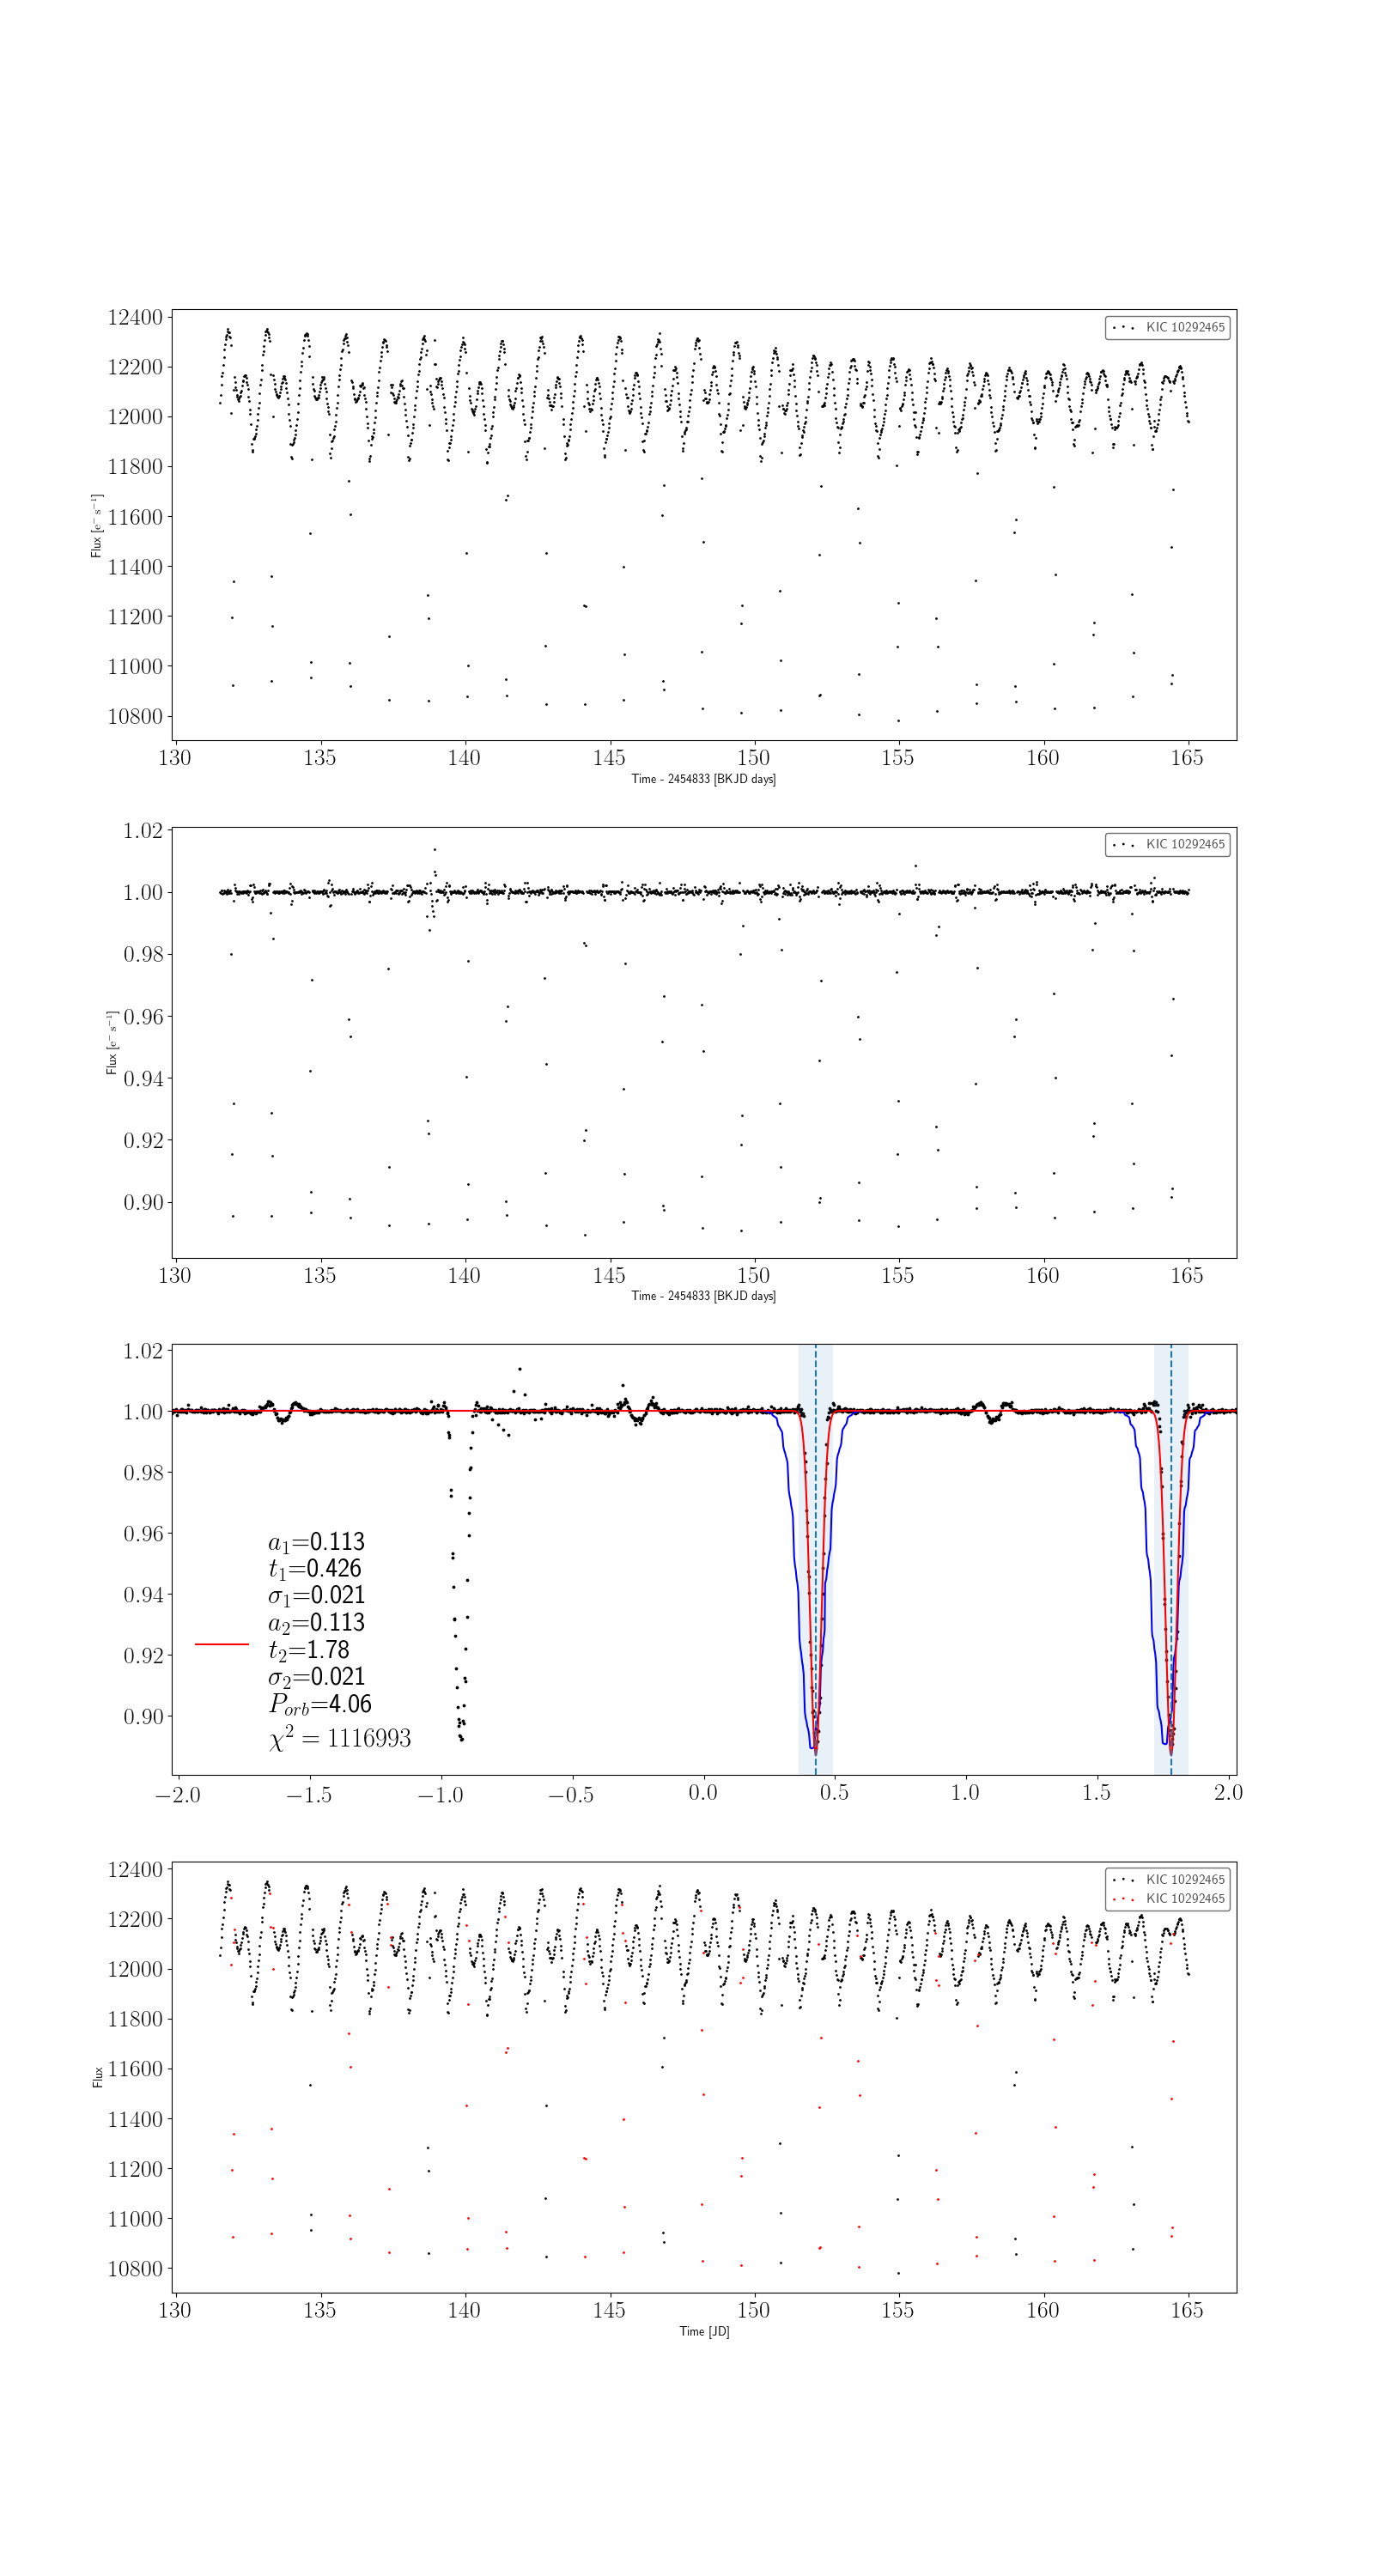 12400
12200
12000
11800
11600
11400
11200
11000
10800
Flux [e⁻ s⁻¹]
KIC 10292465
130 135 140 145 150 155 160 165
Time - 2454833 [BKJD days]
1.02
1.00
0.98
0.96
0.94
0.92
0.90
Flux [e⁻ s⁻¹]
KIC 10292465
130 135 140 145 150 155 160 165
Time - 2454833 [BKJD days]
1.02
1.00
0.98
0.96
0.94
0.92
0.90
a₁=0.113
t₁=0.426
σ₁=0.021
a₂=0.113
t₂=1.78
σ₂=0.021
P_orb=4.06
χ² = 1116993
−2.0 −1.5 −1.0 −0.5 0.0 0.5 1.0 1.5 2.0
12400
12200
12000
11800
11600
11400
11200
11000
10800
Flux
KIC 10292465
KIC 10292465
130 135 140 145 150 155 160 165
Time [JD]